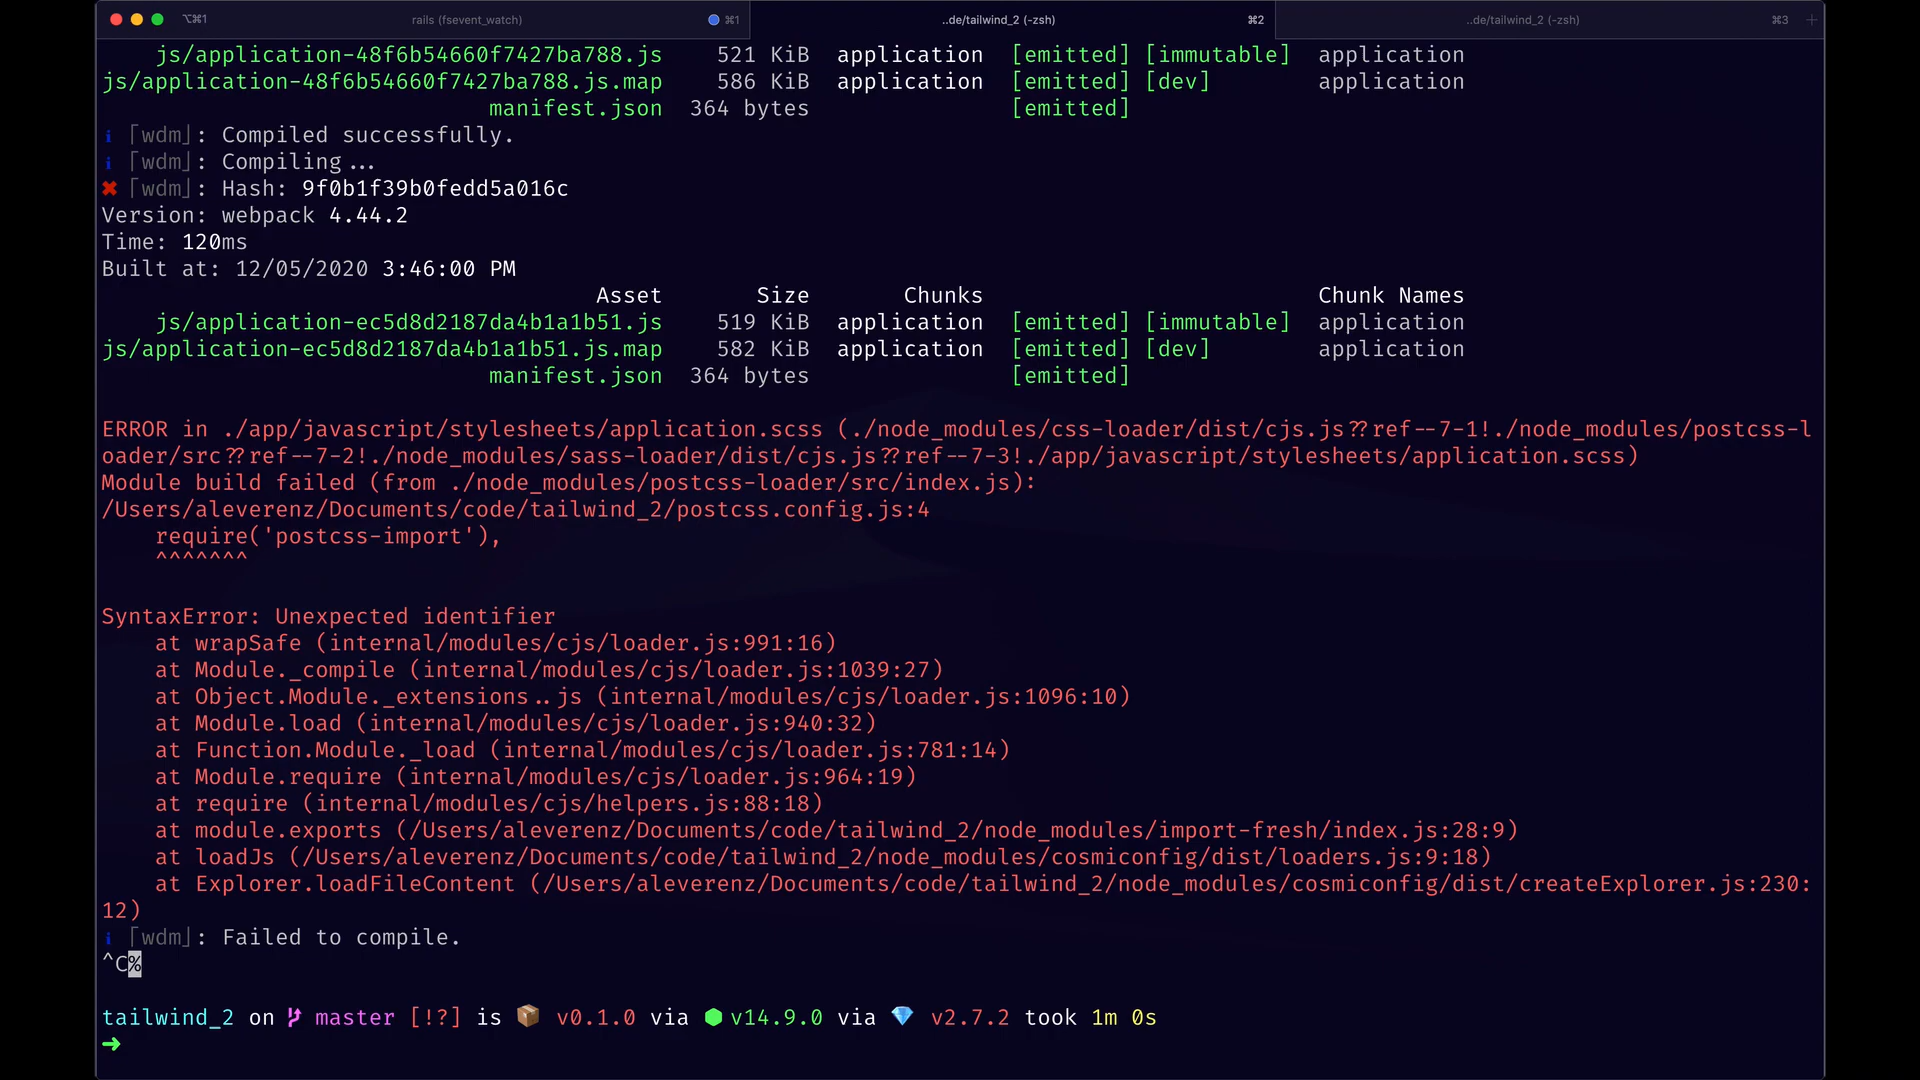 ⌥⌘1 rails (fsevent_watch) ⌘1 ..de/tailwind_2 (-zsh) ⌘2 ..de/tailwind_2 (-zsh) ⌘3 +
js/application-48f6b54660f7427ba788.js 521 KiB application [emitted] [immutable] application
js/application-48f6b54660f7427ba788.js.map 586 KiB application [emitted] [dev] application
manifest.json 364 bytes [emitted]
ℹ ⌈wdm⌋: Compiled successfully.
ℹ ⌈wdm⌋: Compiling...
✖ ⌈wdm⌋: Hash: 9f0b1f39b0fedd5a016c
Version: webpack 4.44.2
Time: 120ms
Built at: 12/05/2020 3:46:00 PM
Asset Size Chunks Chunk Names
js/application-ec5d8d2187da4b1a1b51.js 519 KiB application [emitted] [immutable] application
js/application-ec5d8d2187da4b1a1b51.js.map 582 KiB application [emitted] [dev] application
manifest.json 364 bytes [emitted]
ERROR in ./app/javascript/stylesheets/application.scss (./node_modules/css-loader/dist/cjs.js??ref--7-1!./node_modules/postcss-l
oader/src??ref--7-2!./node_modules/sass-loader/dist/cjs.js??ref--7-3!./app/javascript/stylesheets/application.scss)
Module build failed (from ./node_modules/postcss-loader/src/index.js):
/Users/aleverenz/Documents/code/tailwind_2/postcss.config.js:4
require('postcss-import'),
^^^^^^^
SyntaxError: Unexpected identifier
at wrapSafe (internal/modules/cjs/loader.js:991:16)
at Module._compile (internal/modules/cjs/loader.js:1039:27)
at Object.Module._extensions..js (internal/modules/cjs/loader.js:1096:10)
at Module.load (internal/modules/cjs/loader.js:940:32)
at Function.Module._load (internal/modules/cjs/loader.js:781:14)
at Module.require (internal/modules/cjs/loader.js:964:19)
at require (internal/modules/cjs/helpers.js:88:18)
at module.exports (/Users/aleverenz/Documents/code/tailwind_2/node_modules/import-fresh/index.js:28:9)
at loadJs (/Users/aleverenz/Documents/code/tailwind_2/node_modules/cosmiconfig/dist/loaders.js:9:18)
at Explorer.loadFileContent (/Users/aleverenz/Documents/code/tailwind_2/node_modules/cosmiconfig/dist/createExplorer.js:230:
12)
ℹ ⌈wdm⌋: Failed to compile.
^C%
tailwind_2 on master [!?] is 📦 v0.1.0 via ⬢ v14.9.0 via 💎 v2.7.2 took 1m 0s
➜